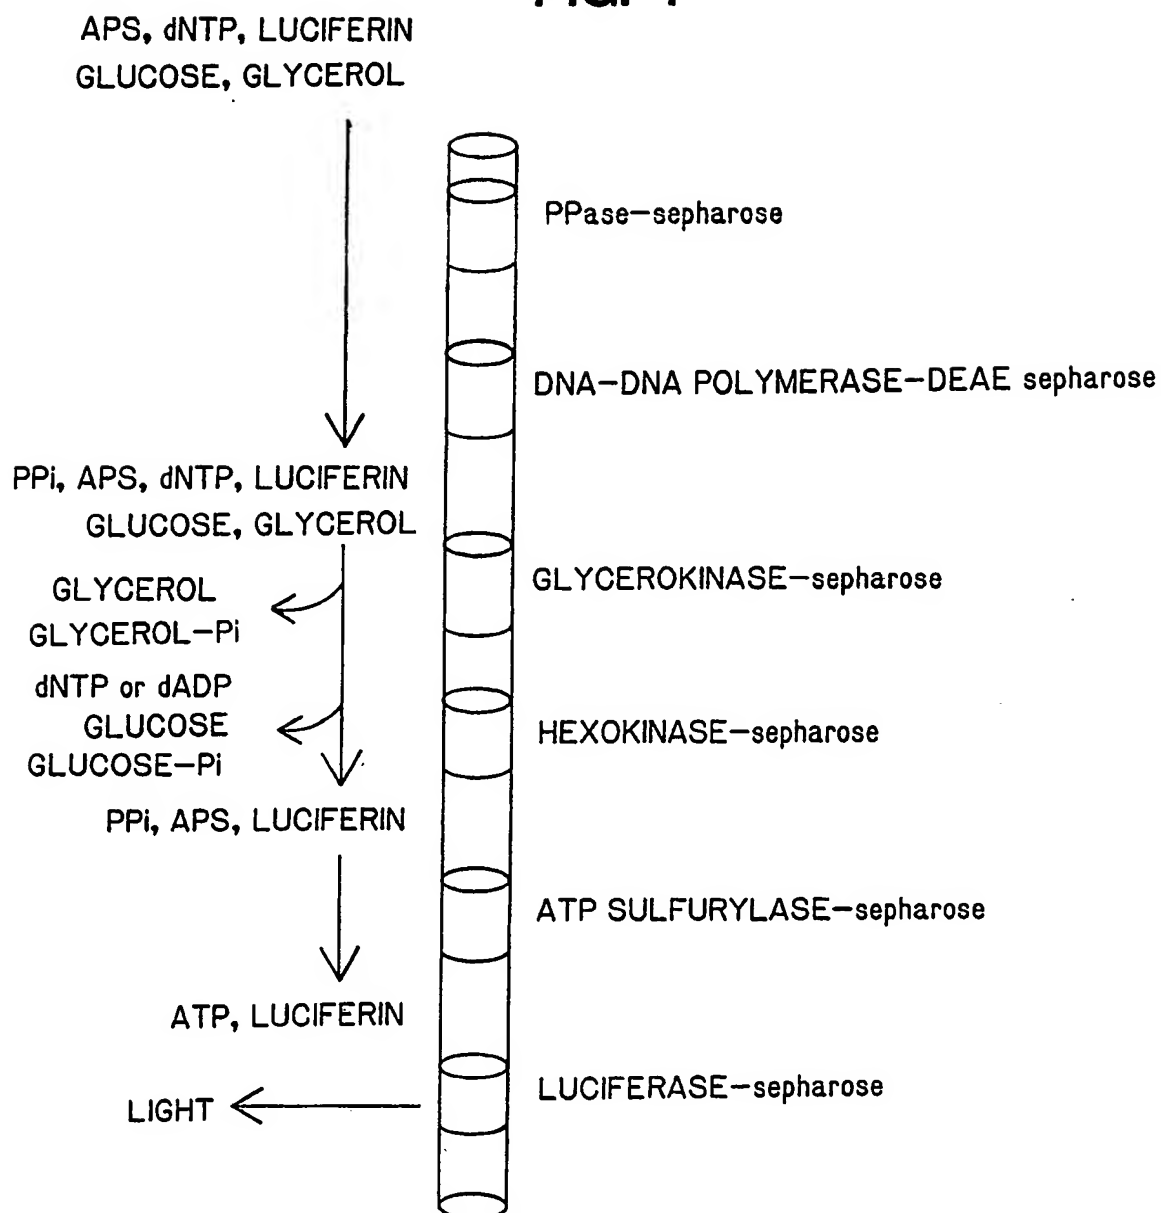 APS, dNTP, LUCIFERIN
GLUCOSE, GLYCEROL
PPase-sepharose
DNA-DNA POLYMERASE-DEAE sepharose
PPi, APS, dNTP, LUCIFERIN
GLUCOSE, GLYCEROL
GLYCEROKINASE-sepharose
GLYCEROL
GLYCEROL-Pi
dNTP or dADP
GLUCOSE
GLUCOSE-Pi
HEXOKINASE-sepharose
PPi, APS, LUCIFERIN
ATP SULFURYLASE-sepharose
ATP, LUCIFERIN
LUCIFERASE-sepharose
LIGHT